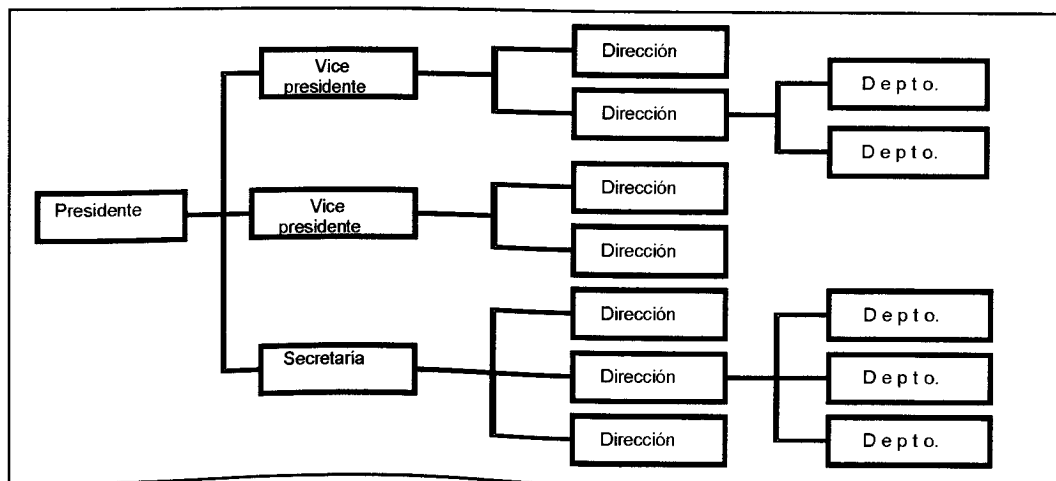 Presidente
Vice
presidente
Vice
presidente
Secretaría
Dirección
Dirección
Dirección
Dirección
Dirección
Dirección
Dirección
Depto.
Depto.
Depto.
Depto.
Depto.